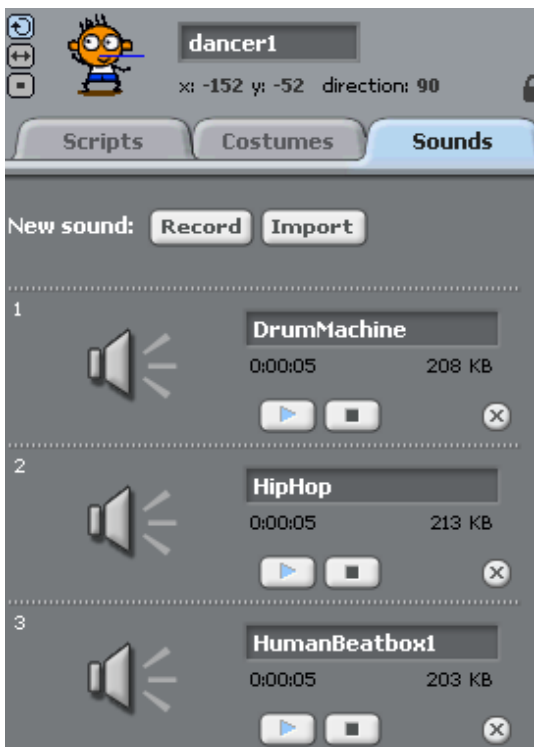 dancer1
x: -152 y: -52 direction: 90
Scripts Costumes Sounds
New sound: Record Import
1
DrumMachine
0:00:05 208 KB
2
HipHop
0:00:05 213 KB
3
HumanBeatbox1
0:00:05 203 KB